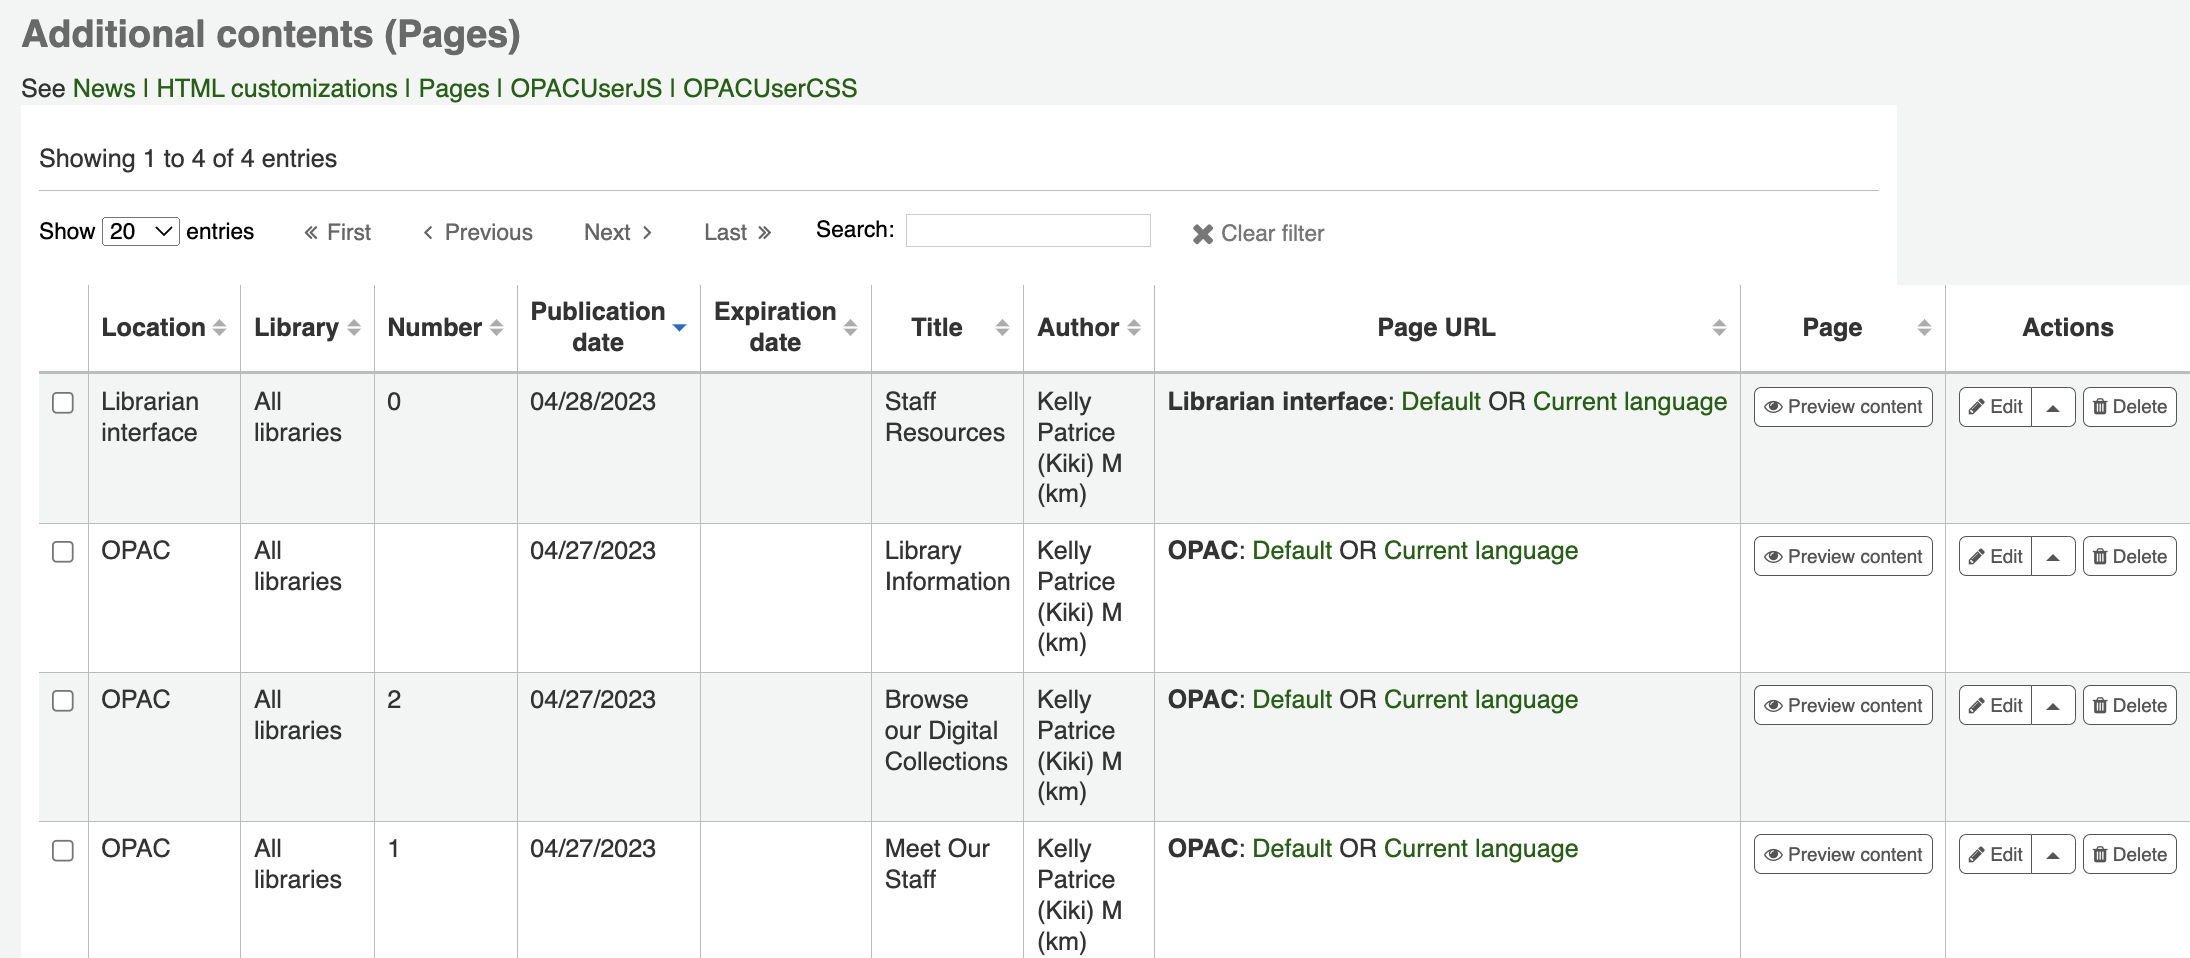 Additional contents (Pages)
See News | HTML customizations | Pages | OPACUserJS | OPACUserCSS
Showing 1 to 4 of 4 entries
Show 20 entries « First ‹ Previous Next › Last » Search: Clear filter
Location Library Number Publication date Expiration date Title Author Page URL Page Actions
Librarian interface All libraries 0 04/28/2023 Staff Resources Kelly Patrice (Kiki) M (km) Librarian interface: Default OR Current language Preview content Edit Delete
OPAC All libraries 04/27/2023 Library Information Kelly Patrice (Kiki) M (km) OPAC: Default OR Current language Preview content Edit Delete
OPAC All libraries 2 04/27/2023 Browse our Digital Collections Kelly Patrice (Kiki) M (km) OPAC: Default OR Current language Preview content Edit Delete
OPAC All libraries 1 04/27/2023 Meet Our Staff Kelly Patrice (Kiki) M (km) OPAC: Default OR Current language Preview content Edit Delete